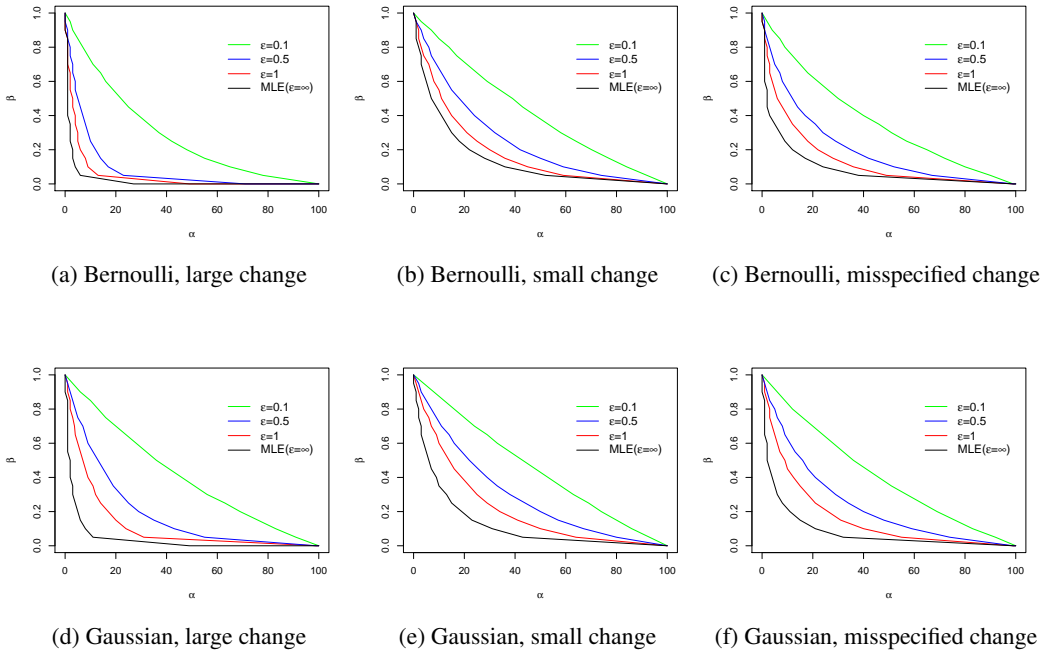 1.0
0.8
0.6
0.4
0.2
0.0
β
ε=0.1
ε=0.5
ε=1
MLE(ε=∞)
0 20 40 60 80 100
α
(a) Bernoulli, large change
1.0
0.8
0.6
0.4
0.2
0.0
β
ε=0.1
ε=0.5
ε=1
MLE(ε=∞)
0 20 40 60 80 100
α
(b) Bernoulli, small change
1.0
0.8
0.6
0.4
0.2
0.0
β
ε=0.1
ε=0.5
ε=1
MLE(ε=∞)
0 20 40 60 80 100
α
(c) Bernoulli, misspecified change
1.0
0.8
0.6
0.4
0.2
0.0
β
ε=0.1
ε=0.5
ε=1
MLE(ε=∞)
0 20 40 60 80 100
α
(d) Gaussian, large change
1.0
0.8
0.6
0.4
0.2
0.0
β
ε=0.1
ε=0.5
ε=1
MLE(ε=∞)
0 20 40 60 80 100
α
(e) Gaussian, small change
1.0
0.8
0.6
0.4
0.2
0.0
β
ε=0.1
ε=0.5
ε=1
MLE(ε=∞)
0 20 40 60 80 100
α
(f) Gaussian, misspecified change